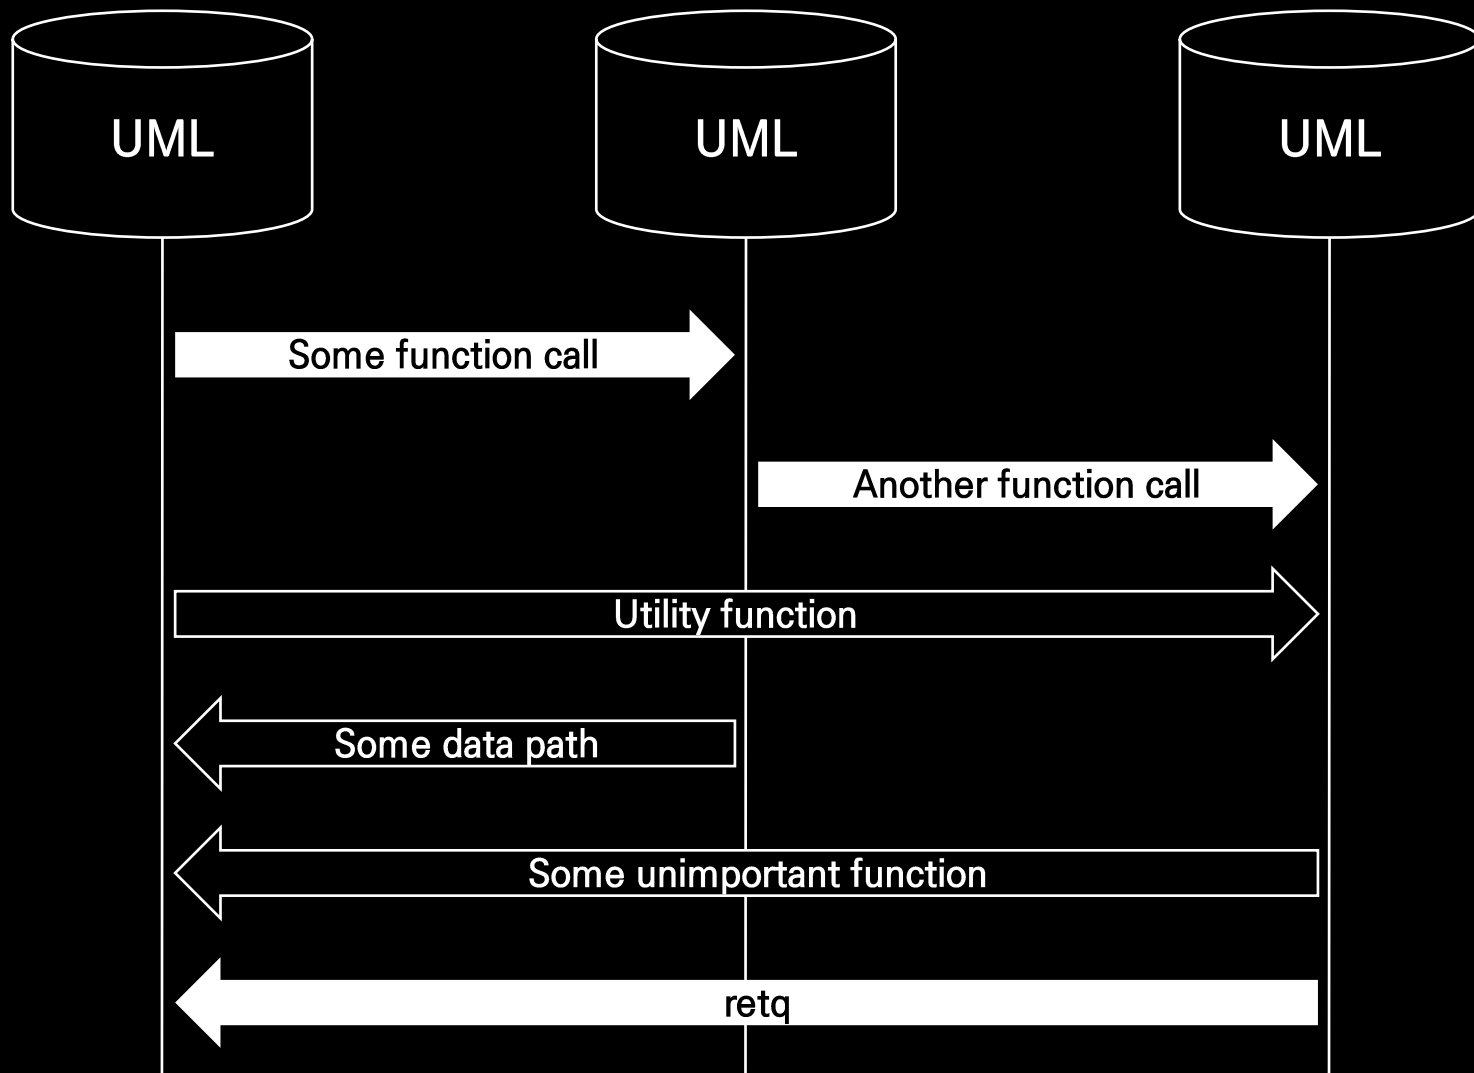 UML
UML
UML
Some function call
Another function call
Utility function
Some data path
Some unimportant function
retq